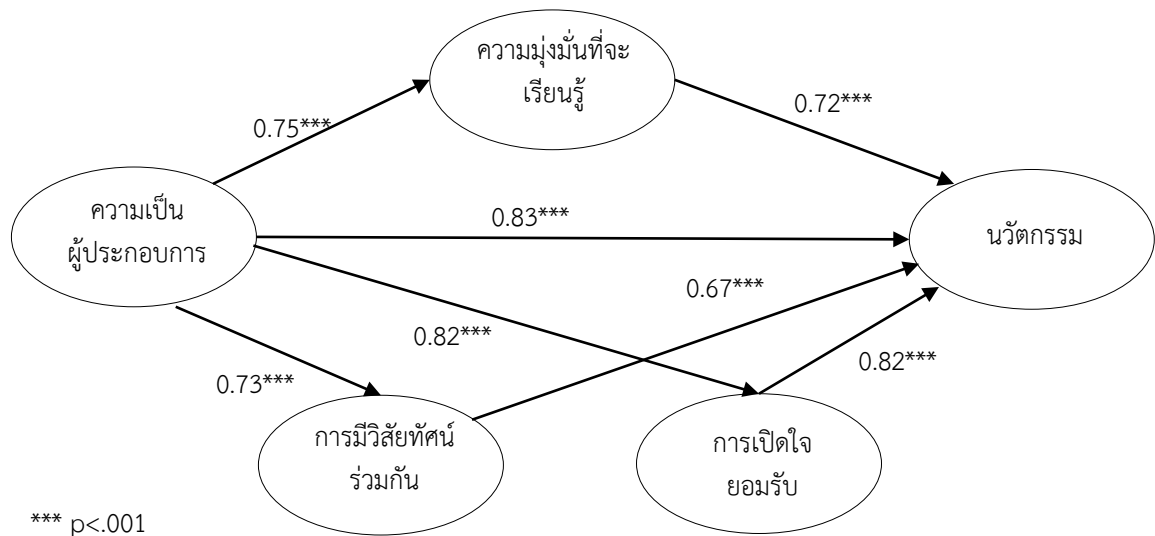 ความมุ่งมั่นที่จะ
เรียนรู้
0.75***
0.72***
ความเป็น
ผู้ประกอบการ
0.83***
นวัตกรรม
0.67***
0.82***
0.82***
0.73***
การมีวิสัยทัศน์
ร่วมกัน
การเปิดใจ
ยอมรับ
*** p<.001